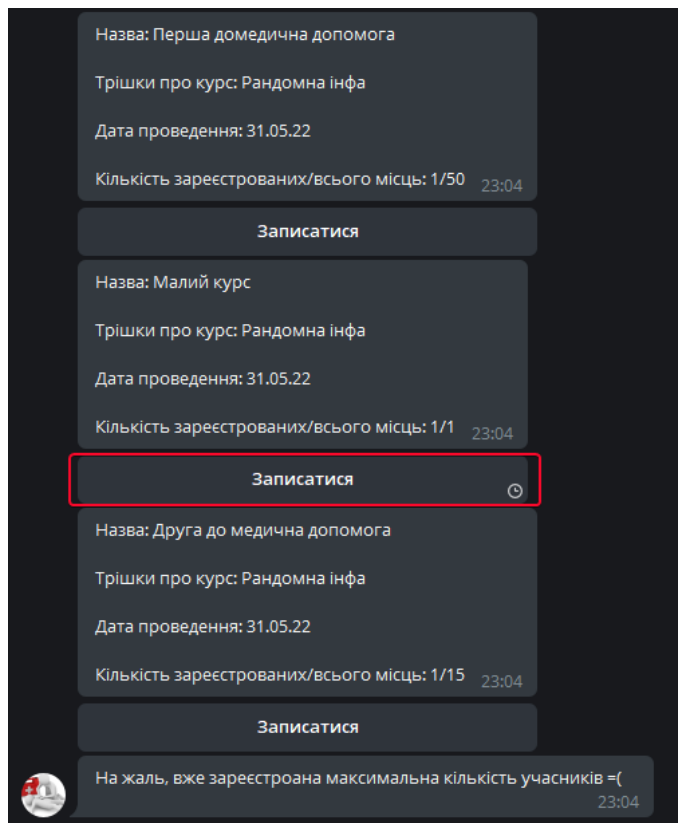 Назва: Перша домедична допомога
Трішки про курс: Рандомна інфа
Дата проведення: 31.05.22
Кількість зареєстрованих/всього місць: 1/50 23:04
Записатися
Назва: Малий курс
Трішки про курс: Рандомна інфа
Дата проведення: 31.05.22
Кількість зареєстрованих/всього місць: 1/1 23:04
Записатися
Назва: Друга до медична допомога
Трішки про курс: Рандомна інфа
Дата проведення: 31.05.22
Кількість зареєстрованих/всього місць: 1/15 23:04
Записатися
На жаль, вже зареєстроана максимальна кількість учасників =(
23:04